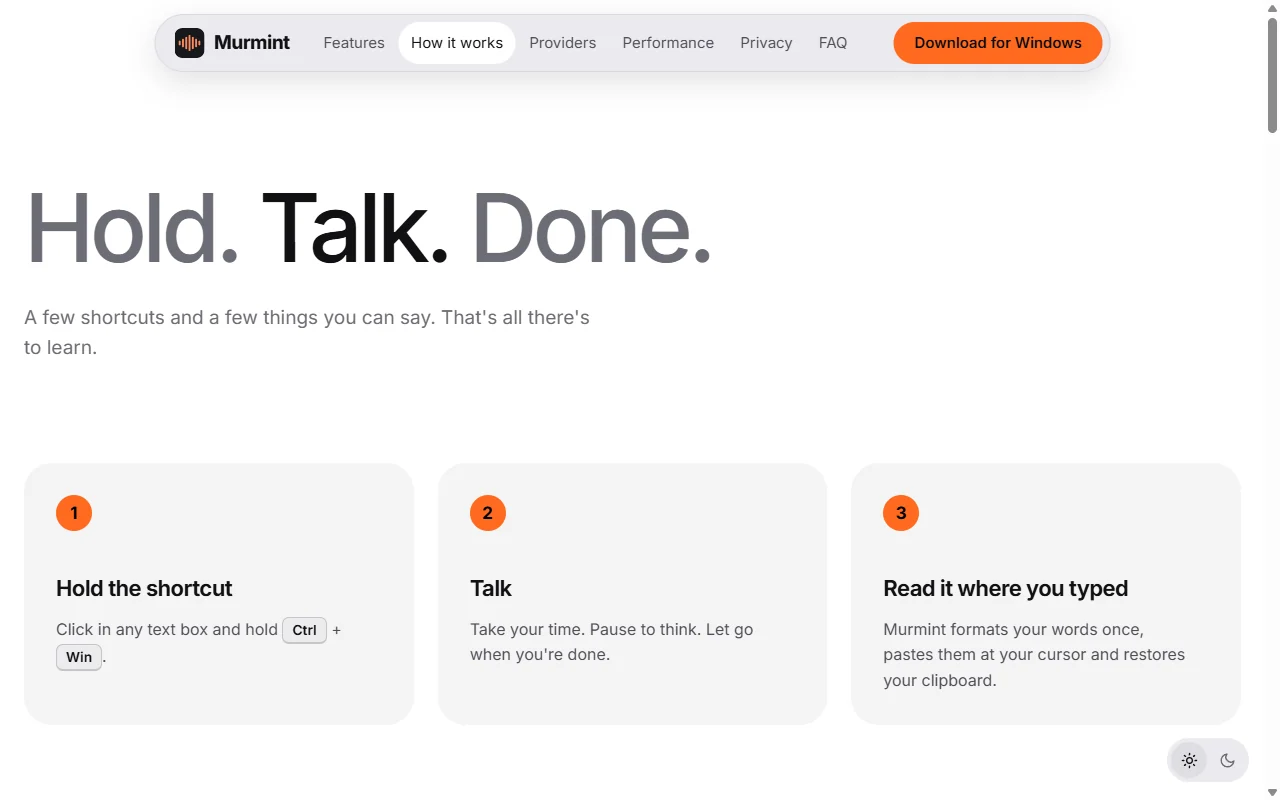 Murmint
Features
How it works
Providers
Performance
Privacy
FAQ
Download for Windows
Hold. Talk. Done.
A few shortcuts and a few things you can say. That's all there's
to learn.
1
Hold the shortcut
Click in any text box and hold Ctrl +
Win.
2
Talk
Take your time. Pause to think. Let go
when you're done.
3
Read it where you typed
Murmint formats your words once,
pastes them at your cursor and restores
your clipboard.